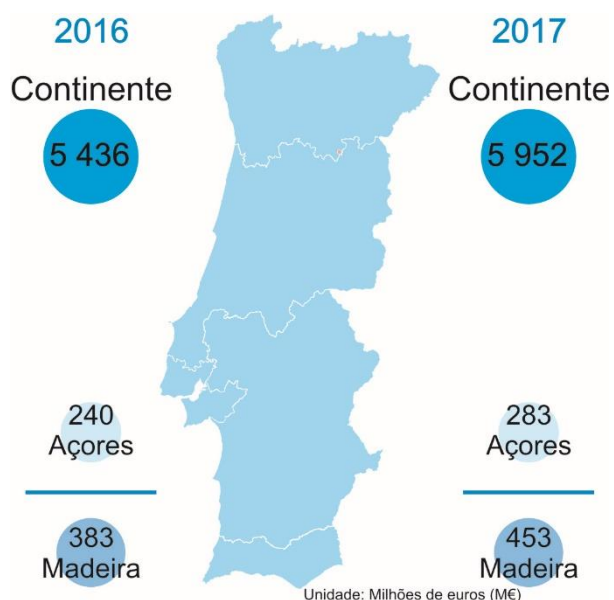 2016
Continente
5 436
240
Açores
383
Madeira
2017
Continente
5 952
283
Açores
453
Madeira
Unidade: Milhões de euros (M€)